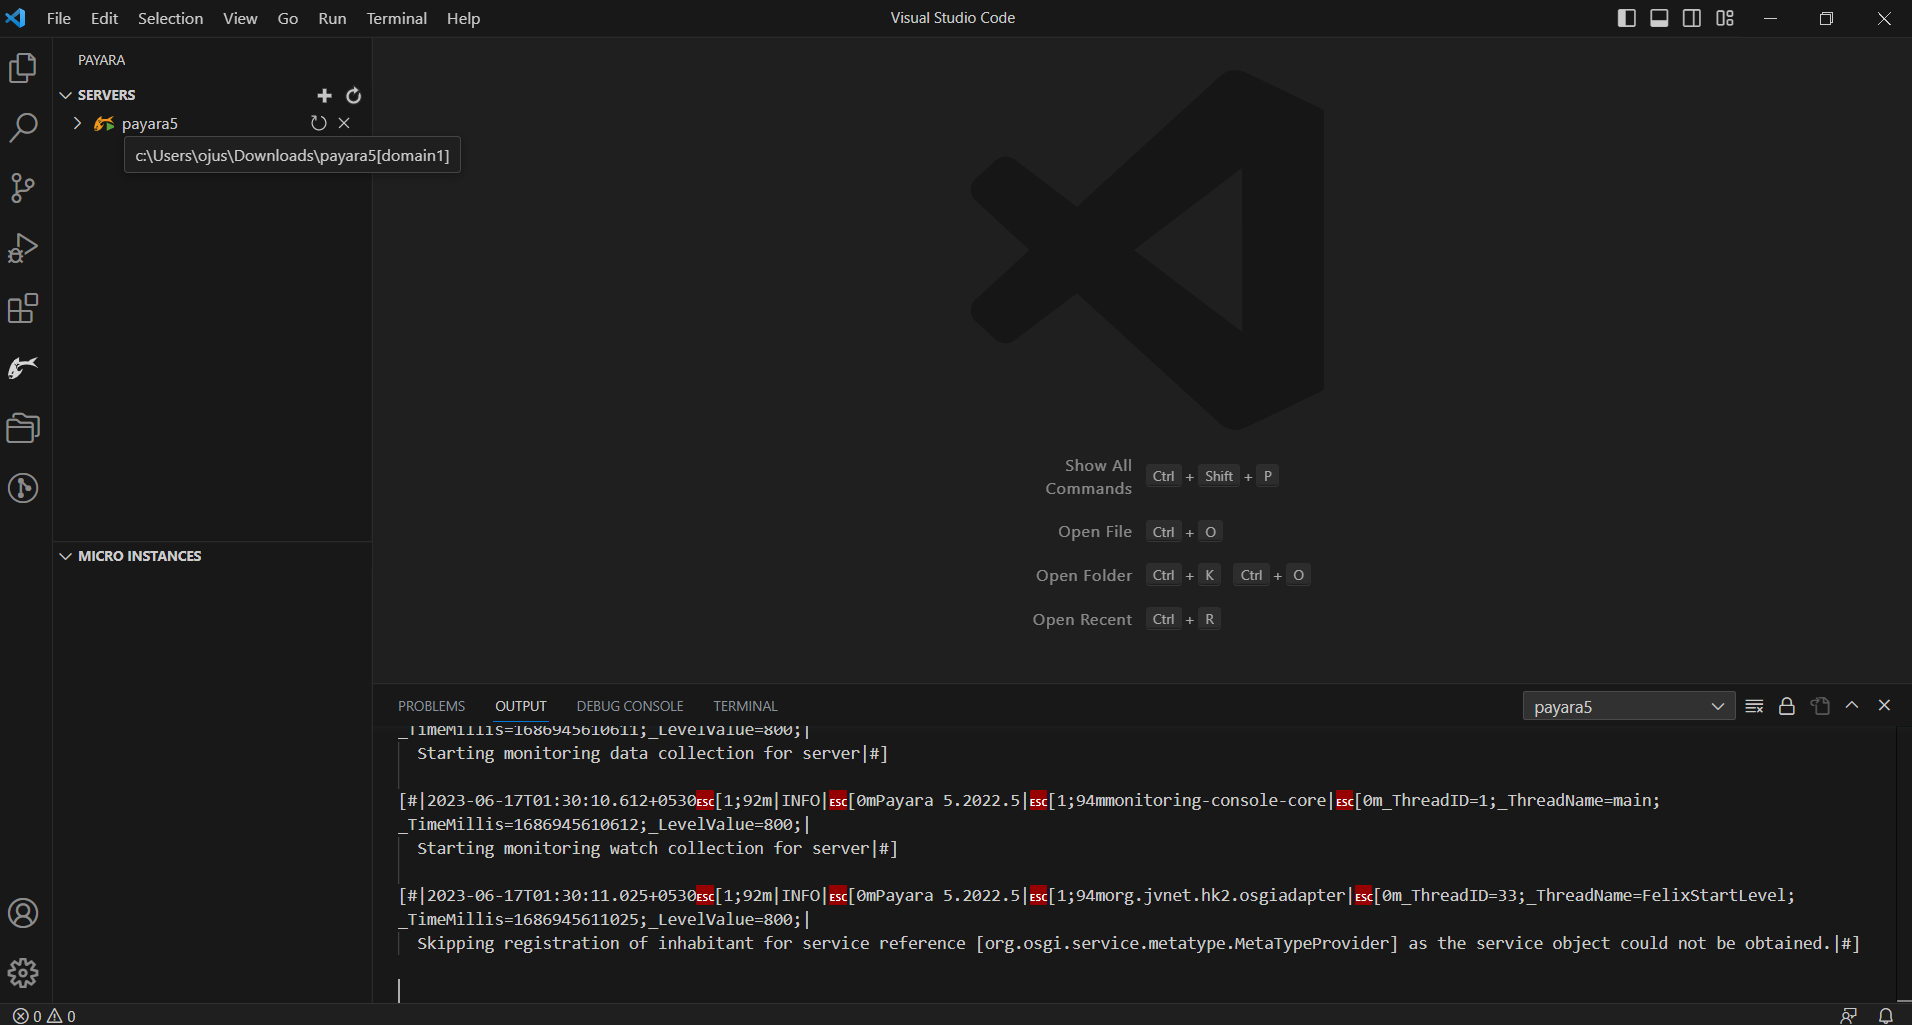 File Edit Selection View Go Run Terminal Help
Visual Studio Code
PAYARA
SERVERS
payara5
c:\Users\ojus\Downloads\payara5[domain1]
MICRO INSTANCES
Show All
Commands
Ctrl + Shift + P
Open File Ctrl + O
Open Folder Ctrl + K Ctrl + O
Open Recent Ctrl + R
PROBLEMS OUTPUT DEBUG CONSOLE TERMINAL
payara5
_TimeMillis=1686945610611;_LevelValue=800;|
Starting monitoring data collection for server|#]
[#|2023-06-17T01:30:10.612+0530ESC[1;92m|INFO|ESC[0mPayara 5.2022.5|ESC[1;94mmonitoring-console-core|ESC[0m_ThreadID=1;_ThreadName=main;
_TimeMillis=1686945610612;_LevelValue=800;|
Starting monitoring watch collection for server|#]
[#|2023-06-17T01:30:11.025+0530ESC[1;92m|INFO|ESC[0mPayara 5.2022.5|ESC[1;94morg.jvnet.hk2.osgiadapter|ESC[0m_ThreadID=33;_ThreadName=FelixStartLevel;
_TimeMillis=1686945611025;_LevelValue=800;|
Skipping registration of inhabitant for service reference [org.osgi.service.metatype.MetaTypeProvider] as the service object could not be obtained.|#]
0 0